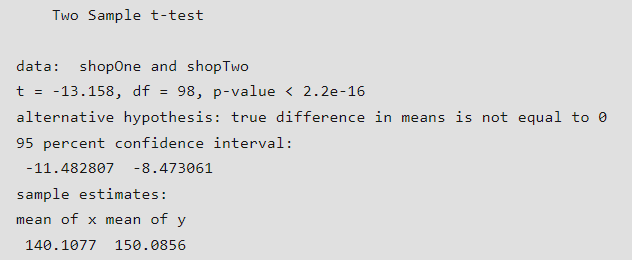 Two Sample t-test
data:  shopOne and shopTwo
t = -13.158, df = 98, p-value < 2.2e-16
alternative hypothesis: true difference in means is not equal to 0
95 percent confidence interval:
-11.482807  -8.473061
sample estimates:
mean of x mean of y
140.1077  150.0856